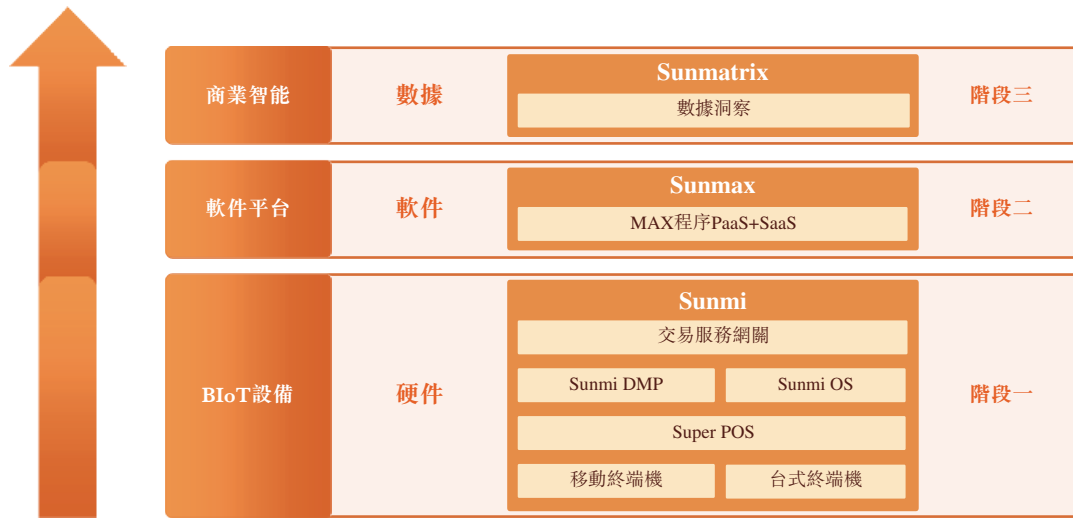 商業智能
數據
Sunmatrix
數據洞察
階段三
軟件平台
軟件
Sunmax
MAX程序PaaS+SaaS
階段二
BIoT設備
硬件
Sunmi
交易服務網關
Sunmi DMP
Sunmi OS
Super POS
移動終端機
台式終端機
階段一